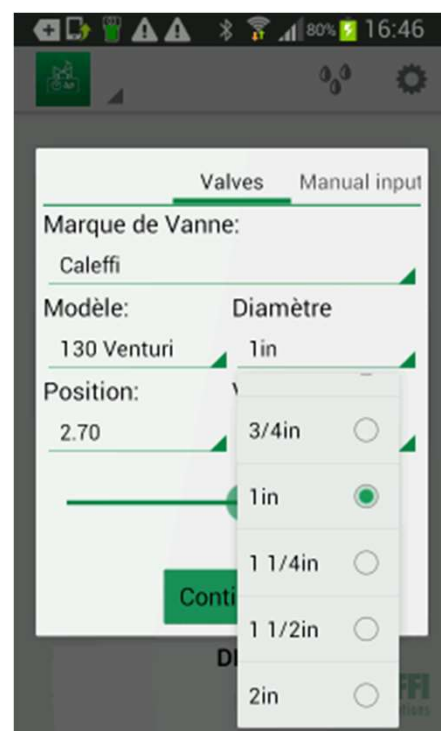 80% 16:46
Valves Manual input
Marque de Vanne:
Caleffi
Modèle: Diamètre
130 Venturi 1in
Position:
2.70
3/4in
1in
1 1/4in
1 1/2in
2in
Conti